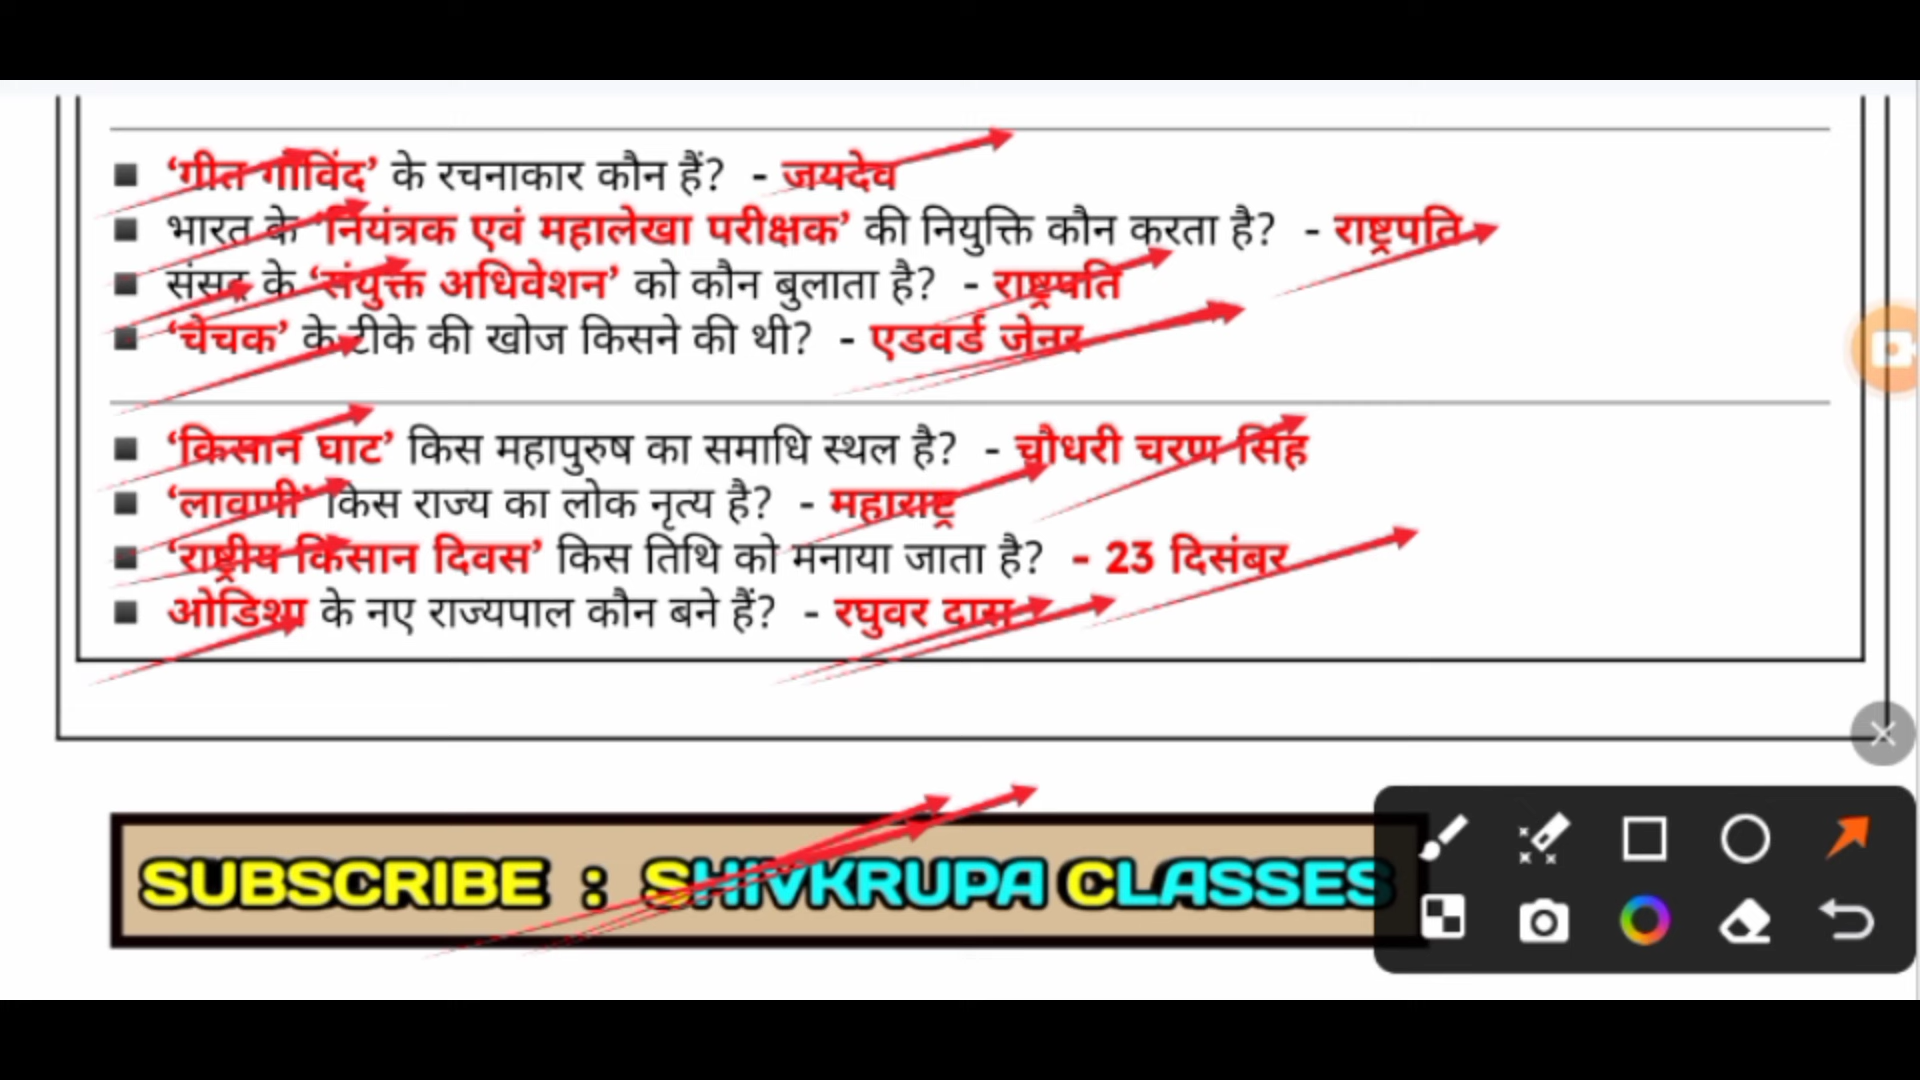 ‘गीत गोविंद’ के रचनाकार कौन हैं? - जयदेव
भारत के ‘नियंत्रक एवं महालेखा परीक्षक’ की नियुक्ति कौन करता है? - राष्ट्रपति
संसद के ‘संयुक्त अधिवेशन’ को कौन बुलाता है? - राष्ट्रपति
‘चेचक’ के टीके की खोज किसने की थी? - एडवर्ड जेनर
‘किसान घाट’ किस महापुरुष का समाधि स्थल है? - चौधरी चरण सिंह
‘लावणी’ किस राज्य का लोक नृत्य है? - महाराष्ट्र
‘राष्ट्रीय किसान दिवस’ किस तिथि को मनाया जाता है? - 23 दिसंबर
ओडिशा के नए राज्यपाल कौन बने हैं? - रघुवर दास
SUBSCRIBE : SHIVKRUPA CLASSES